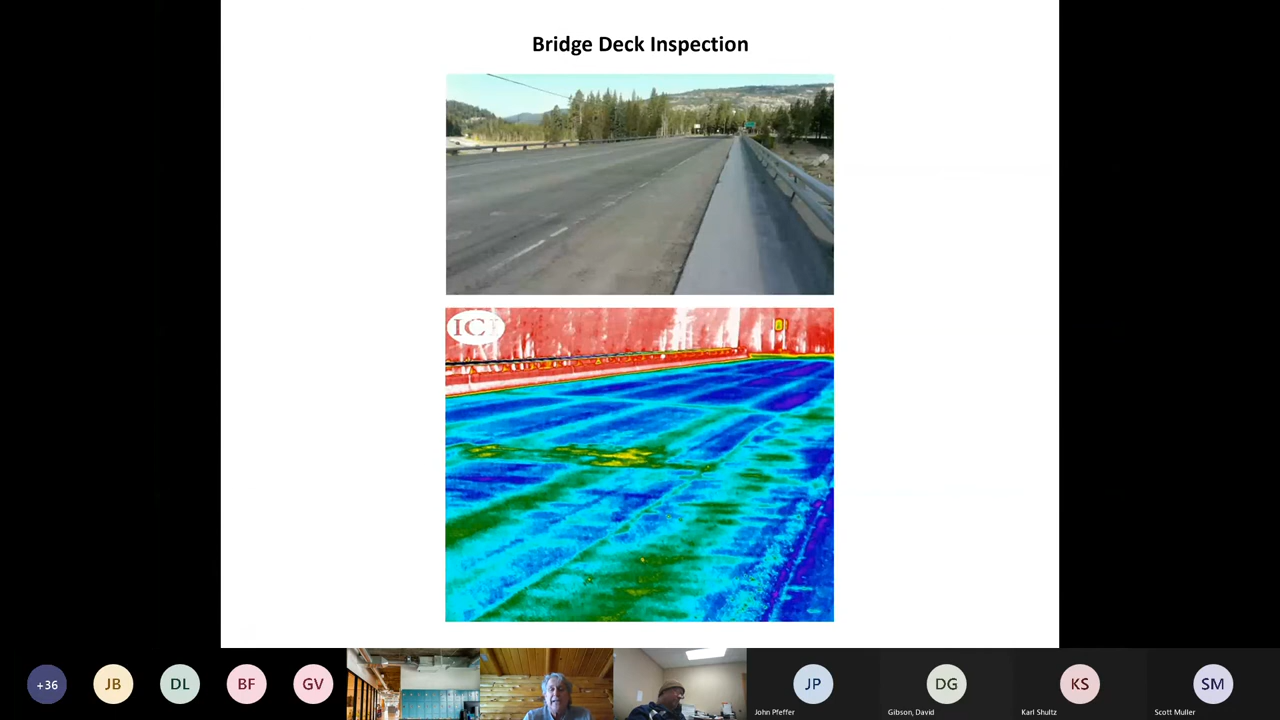 Bridge Deck Inspection
ICI
+36
JB
DL
BF
GV
JP
DG
KS
SM
John Pfeffer
Gibson, David
Karl Shultz
Scott Muller